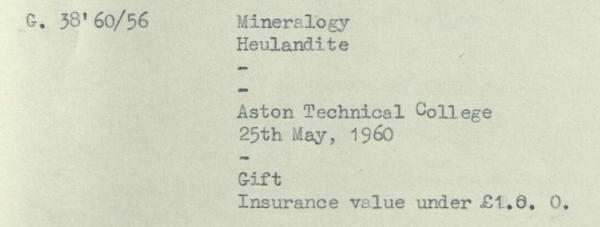 G. 38'60/56 Mineralogy
Heulandite
-
-
Aston Technical College
25th May, 1960
-
Gift
Insurance value under £1.0. 0.